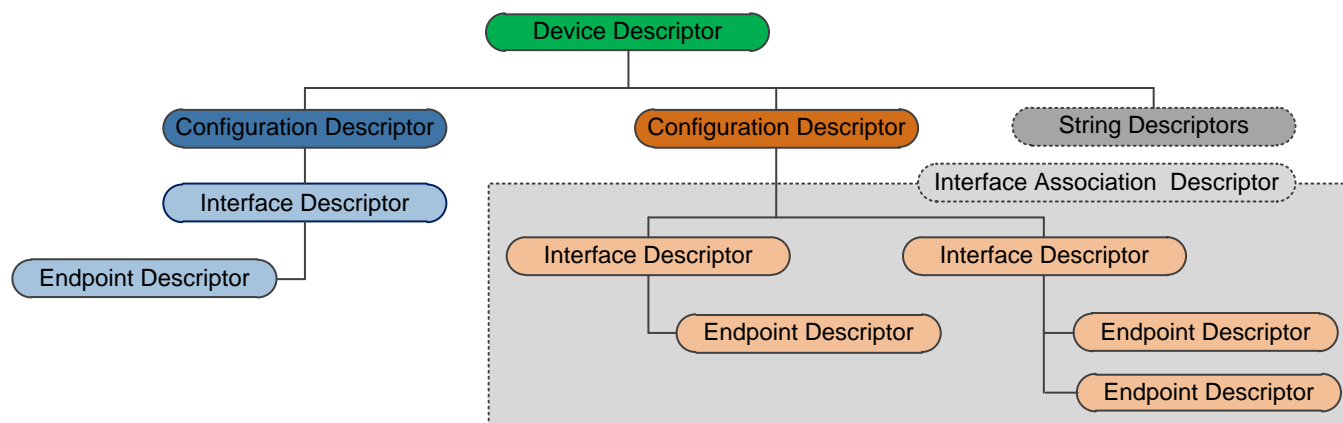 Device Descriptor
Configuration Descriptor
Configuration Descriptor
String Descriptors
Interface Association Descriptor
Interface Descriptor
Interface Descriptor
Interface Descriptor
Endpoint Descriptor
Endpoint Descriptor
Endpoint Descriptor
Endpoint Descriptor